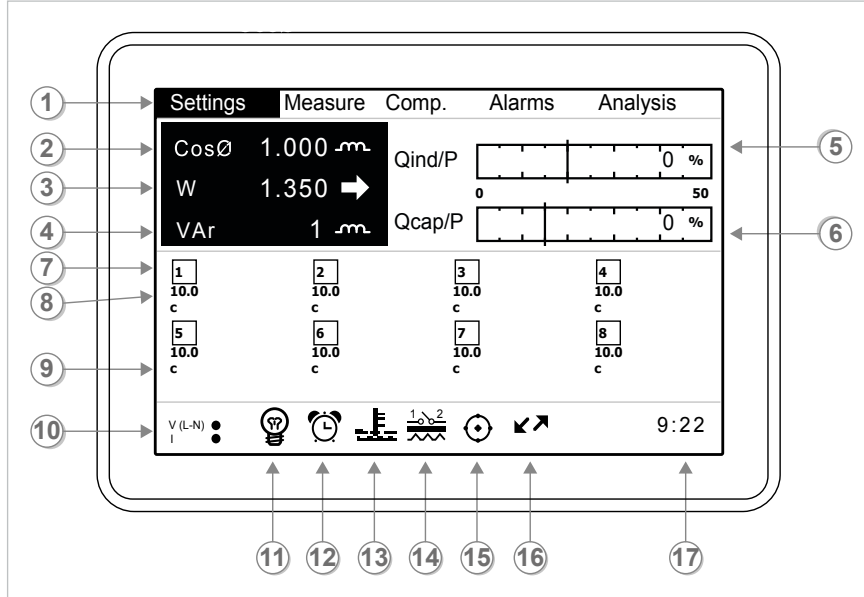 Settings Measure Comp. Alarms Analysis
CosØ 1.000
W 1.350
VAr 1
Qind/P 0 %
0 50
Qcap/P 0 %
1 2 3 4
10.0 10.0 10.0 10.0
c c c c
5 6 7 8
10.0 10.0 10.0 10.0
c c c c
V (L-N)
I
1 2
9:22
1
2
3
4
5
6
7
8
9
10
11 12 13 14 15 16 17